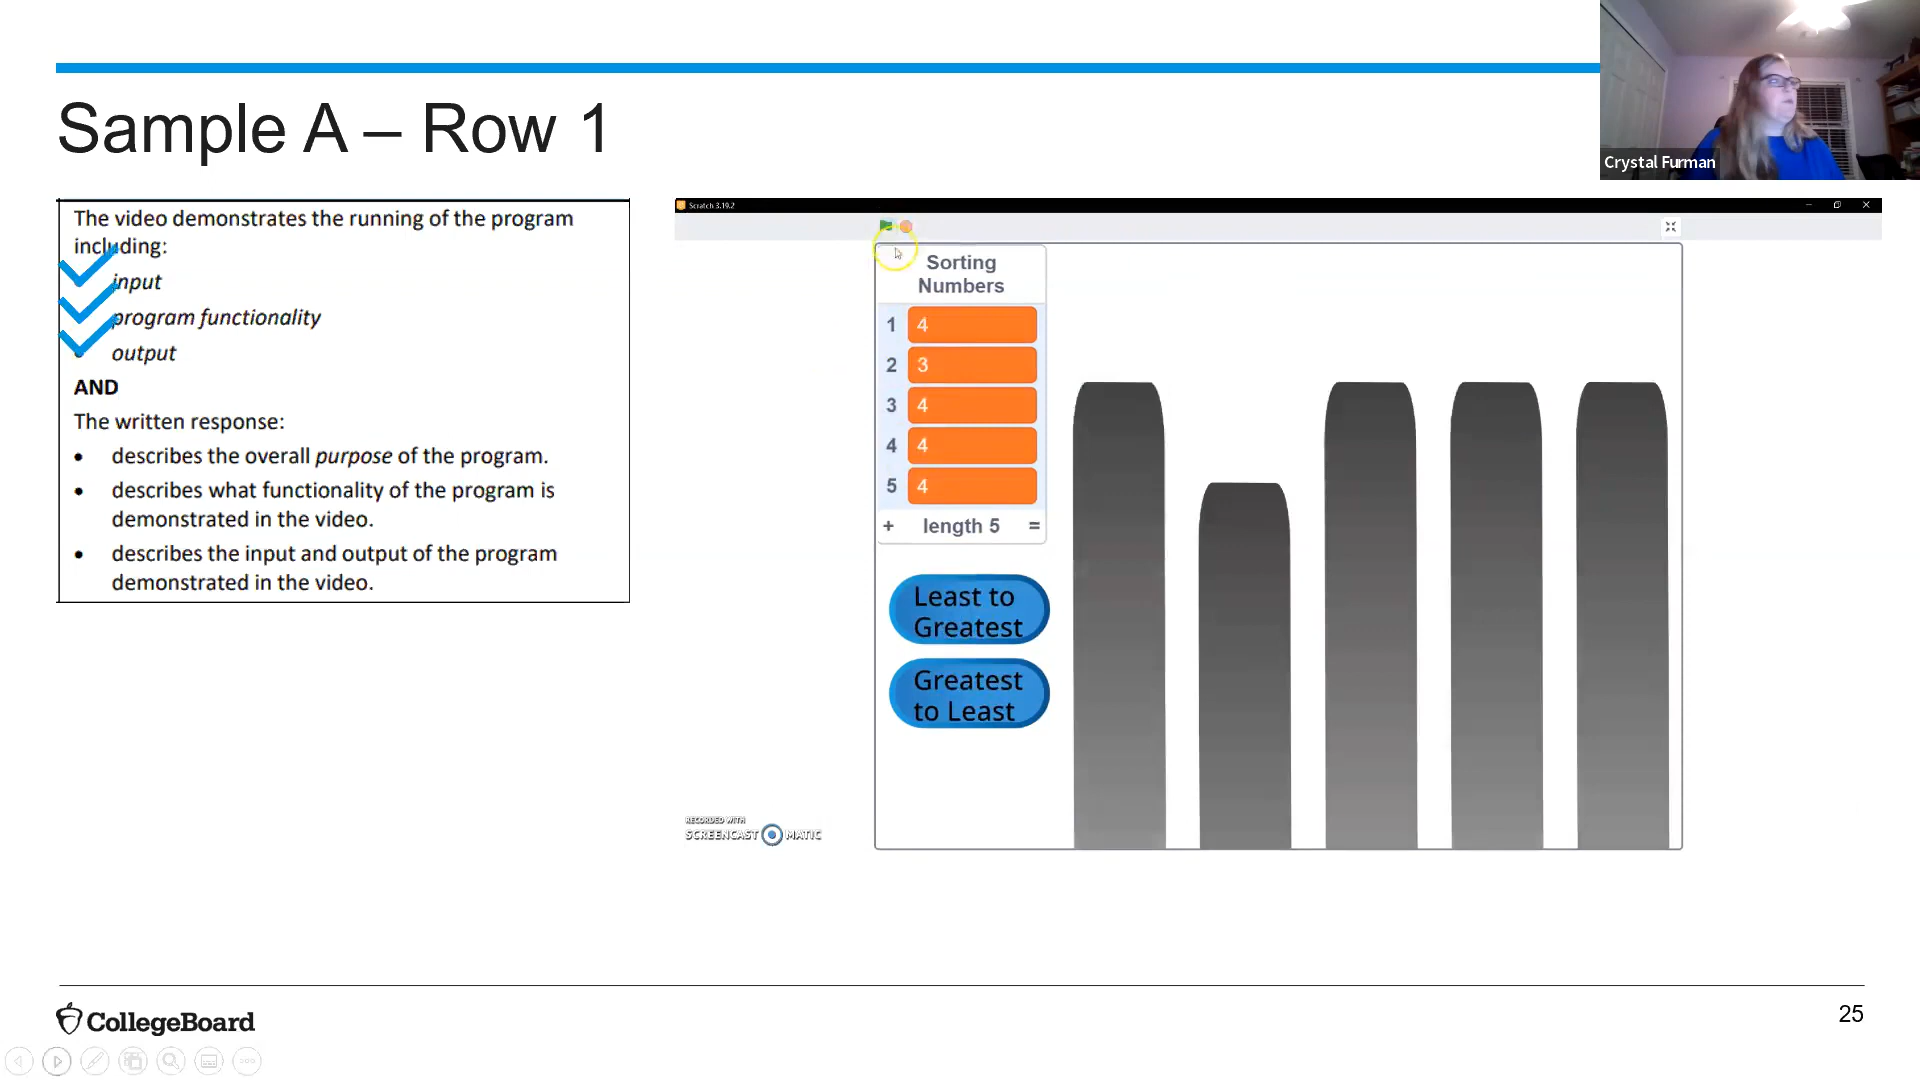 Sample A – Row 1
Crystal Furman
The video demonstrates the running of the program
including:
input
program functionality
output
AND
The written response:
• describes the overall purpose of the program.
• describes what functionality of the program is
demonstrated in the video.
• describes the input and output of the program
demonstrated in the video.
Scratch 3.19.2
Sorting
Numbers
1 4
2 3
3 4
4 4
5 4
+ length 5 =
Least to
Greatest
Greatest
to Least
RECORDED WITH
SCREENCAST MATIC
CollegeBoard
25